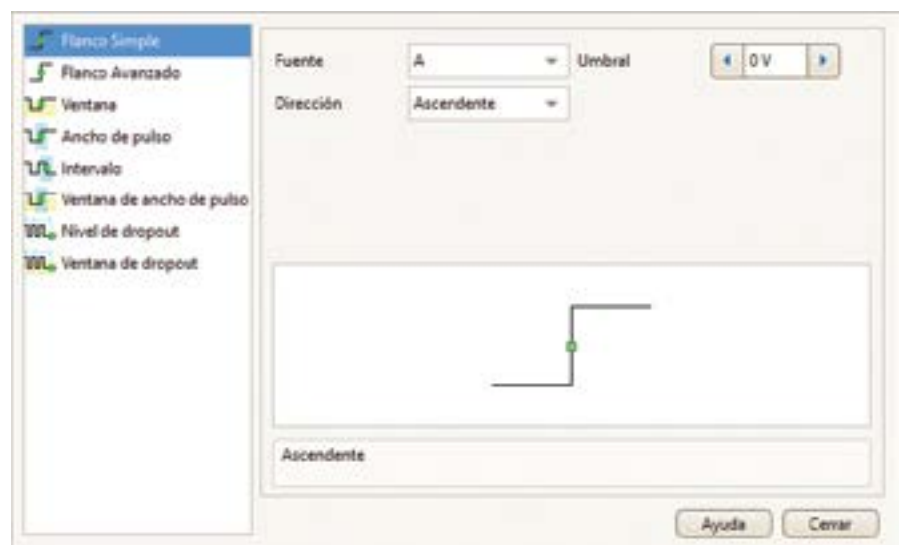 Flanco Simple
Flanco Avanzado
Ventana
Ancho de pulso
Intervalo
Ventana de ancho de pulso
Nivel de dropout
Ventana de dropout
Fuente A Umbral 0 V
Dirección Ascendente
Ascendente
Ayuda Cerrar